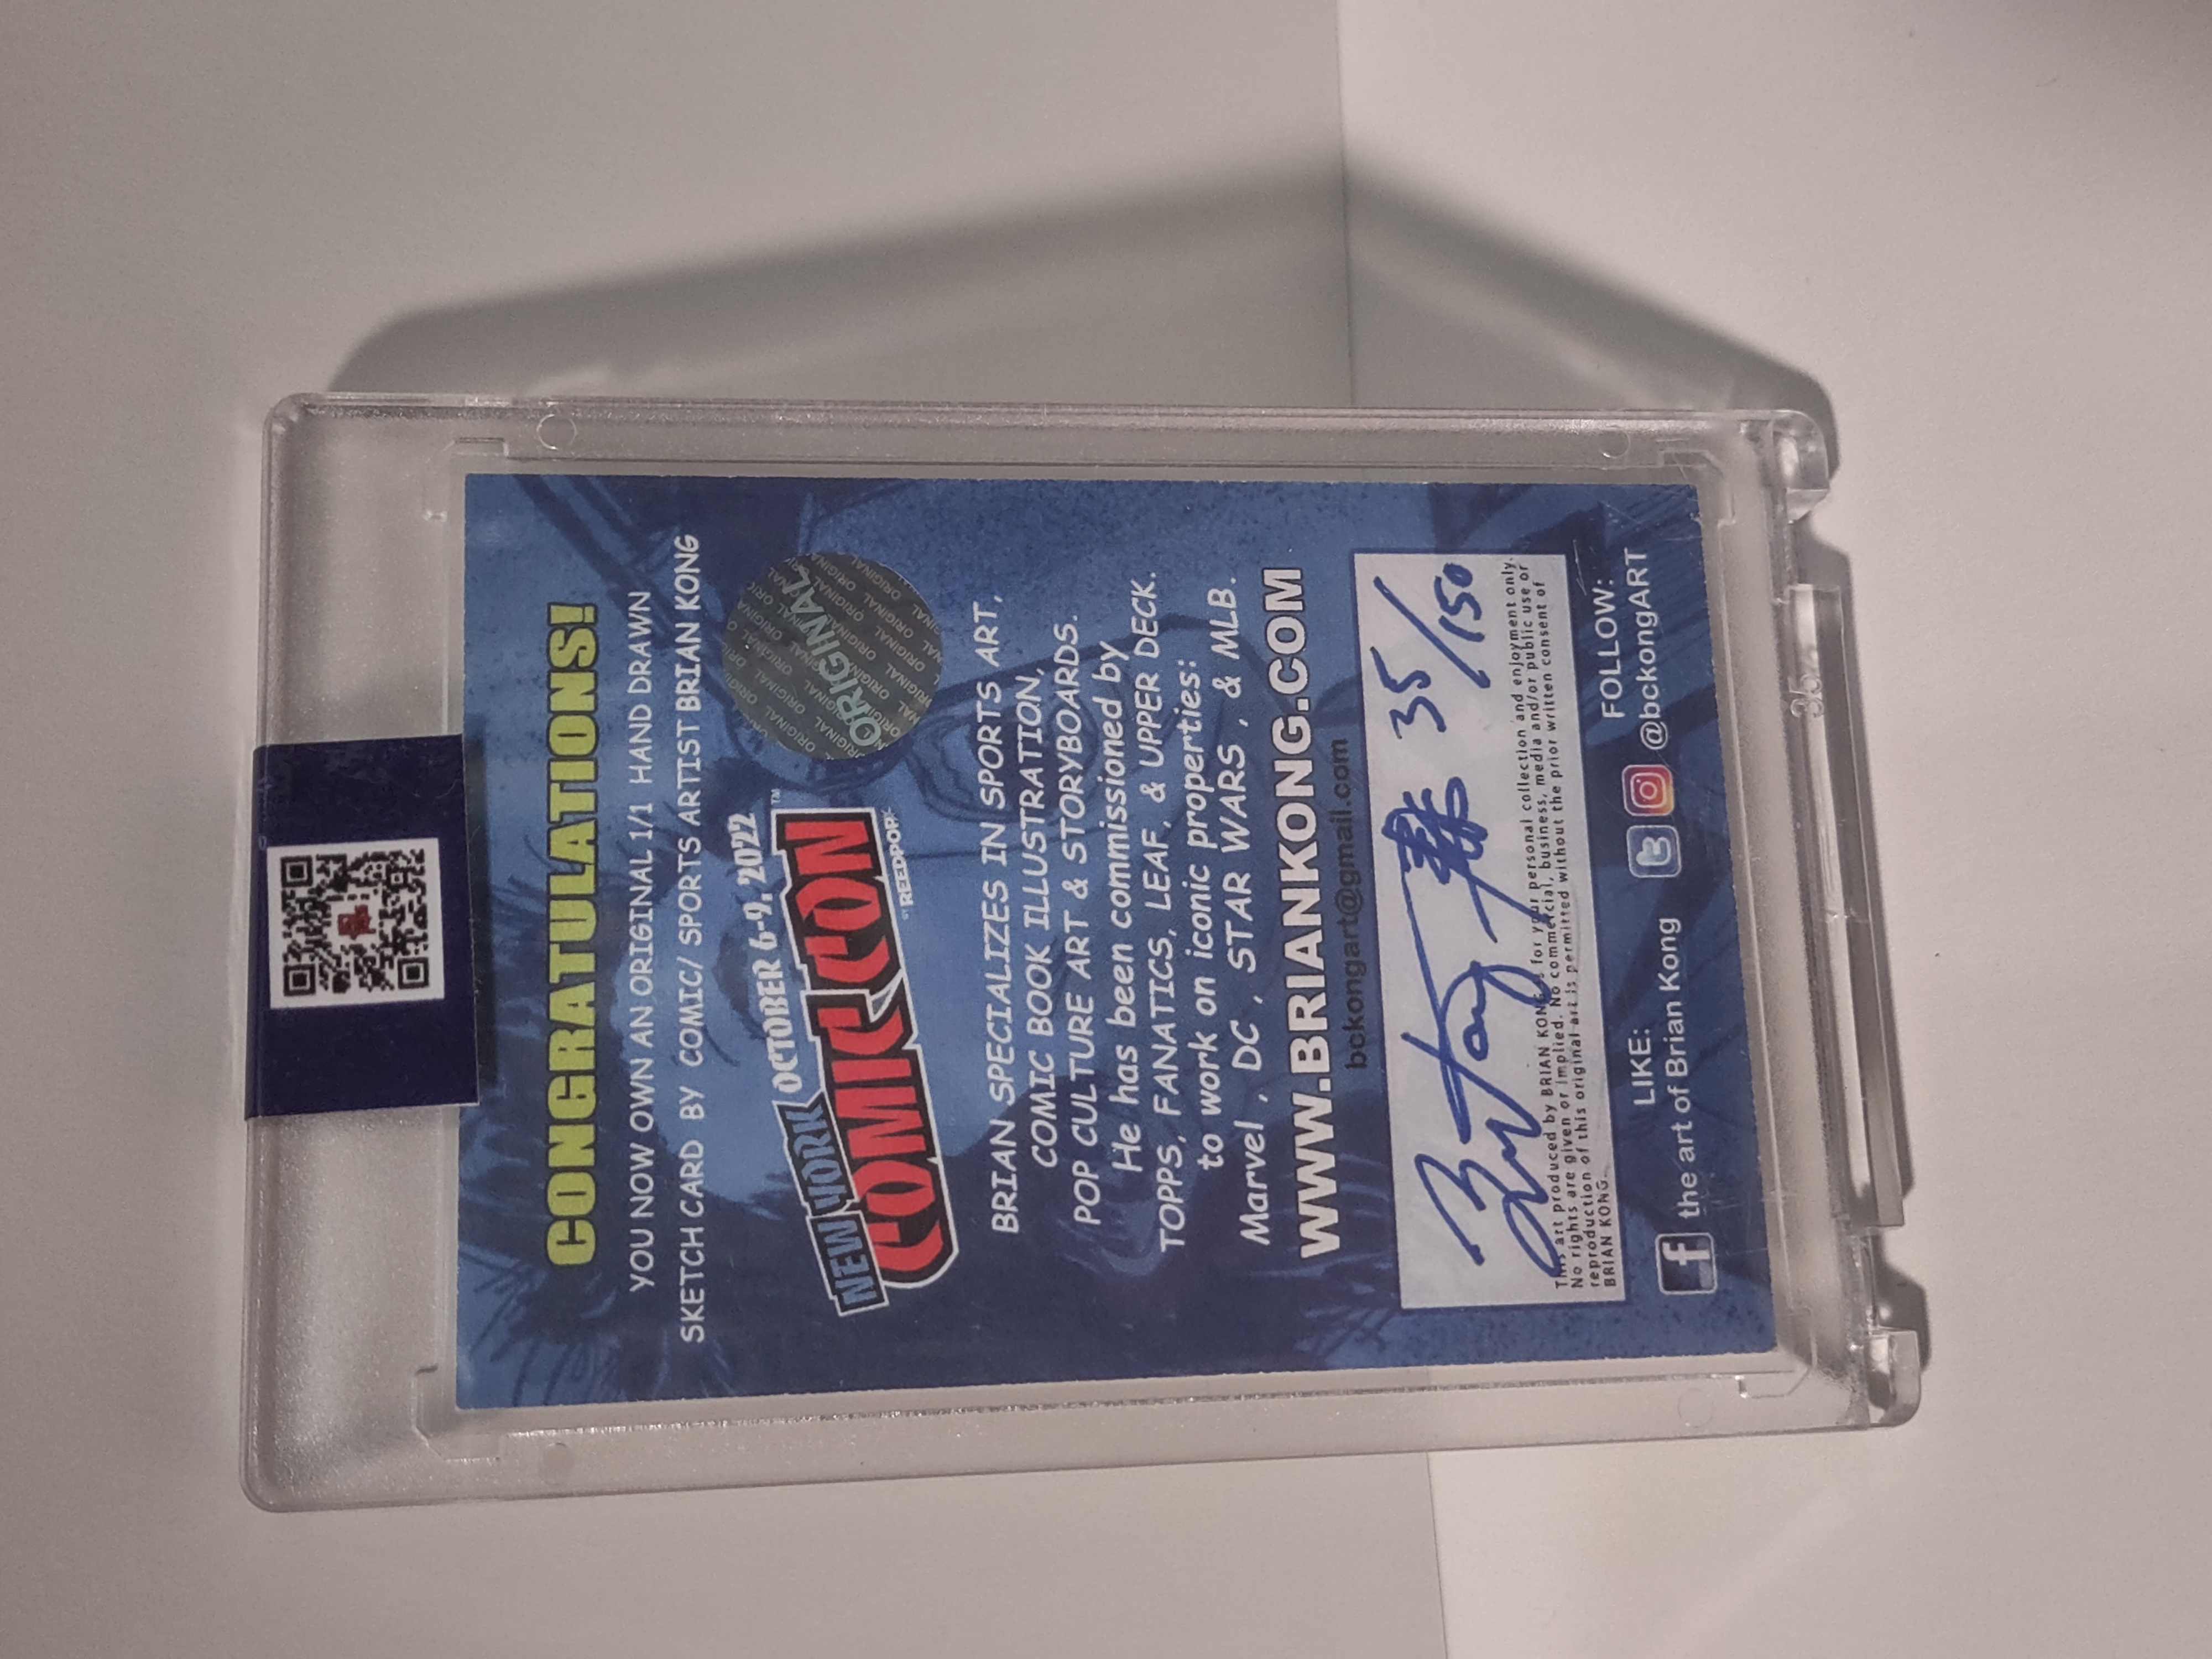 CONGRATULATIONS!
YOU NOW OWN AN ORIGINAL 1/1 HAND DRAWN
SKETCH CARD BY COMIC/ SPORTS ARTIST BRIAN KONG
OCTOBER 6-9, 2022
NEW YORK
COMIC CON™
BY REEDPOP®
ORIGINAL
BRIAN SPECIALIZES IN SPORTS ART,
COMIC BOOK ILLUSTRATION,
POP CULTURE ART & STORYBOARDS.
He has been commissioned by
TOPPS, FANATICS, LEAF, & UPPER DECK.
to work on iconic properties:
Marvel , DC , STAR WARS , & MLB.
WWW.BRIANKONG.COM
bckongart@gmail.com
35/150
This art produced by BRIAN KONG is for your personal collection and enjoyment only.
No rights are given or implied. No commercial, business, media and/or public use or
reproduction of this original art is permitted without the prior written consent of
BRIAN KONG.
LIKE:
the art of Brian Kong
FOLLOW:
@bckongART